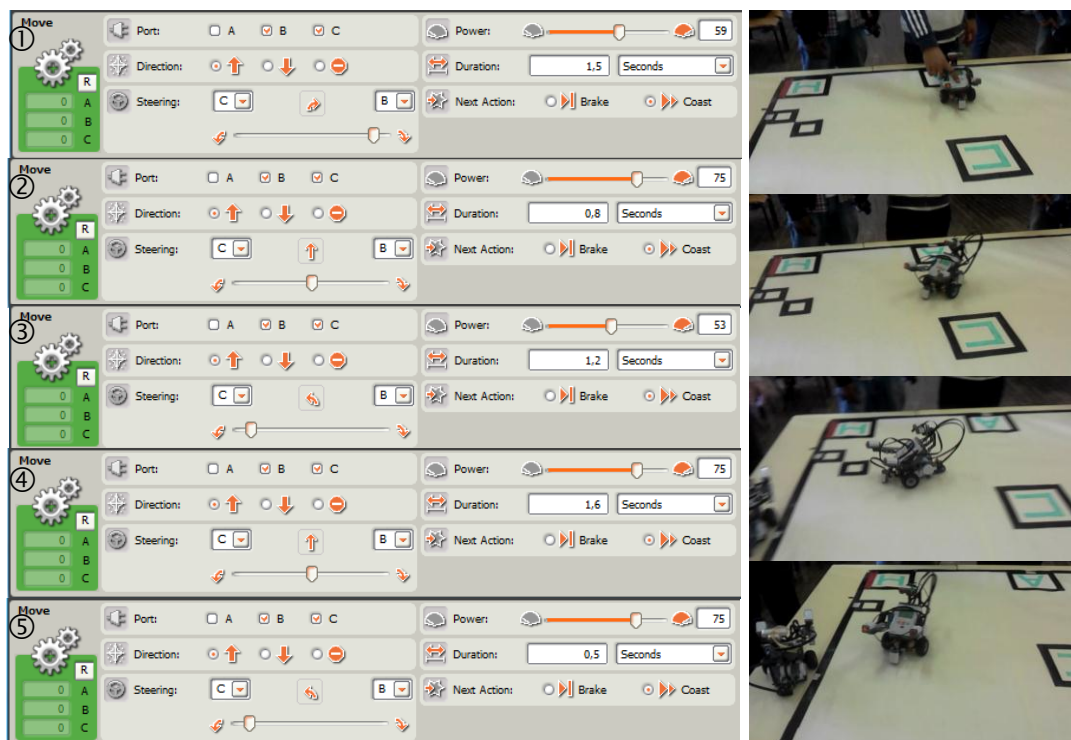 Move
①
Port: A B C Power: 59
Direction: Duration: 1,5 Seconds
R
Steering: C B Next Action: Brake Coast
0 A
0 B
0 C
Move
②
Port: A B C Power: 75
Direction: Duration: 0,8 Seconds
R
Steering: C B Next Action: Brake Coast
0 A
0 B
0 C
Move
③
Port: A B C Power: 53
Direction: Duration: 1,2 Seconds
R
Steering: C B Next Action: Brake Coast
0 A
0 B
0 C
Move
④
Port: A B C Power: 75
Direction: Duration: 1,6 Seconds
R
Steering: C B Next Action: Brake Coast
0 A
0 B
0 C
Move
⑤
Port: A B C Power: 75
Direction: Duration: 0,5 Seconds
R
Steering: C B Next Action: Brake Coast
0 A
0 B
0 C